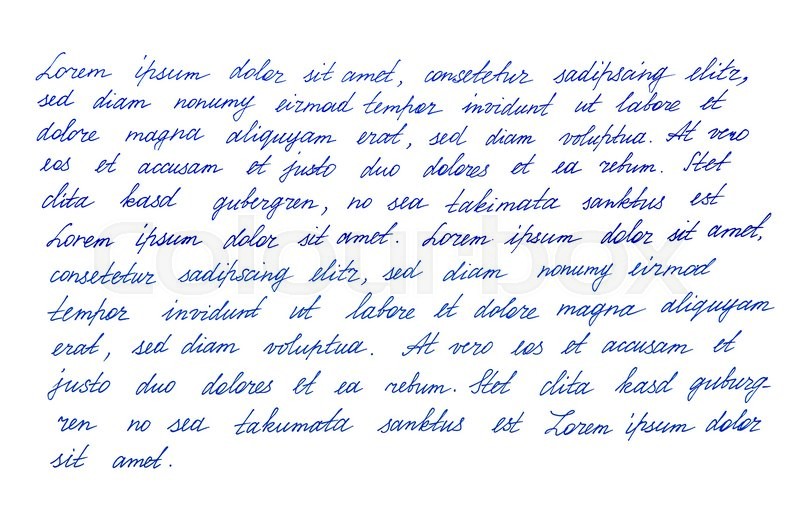 Lorem ipsum dolor sit amet, consetetur sadipscing elitr,
sed diam nonumy eirmod tempor invidunt ut labore et
dolore magna aliquyam erat, sed diam voluptua. At vero
eos et accusam et justo duo dolores et ea rebum. Stet
clita kasd gubergren, no sea takimata sanktus est
Lorem ipsum dolor sit amet. Lorem ipsum dolor sit amet,
consetetur sadipscing elitr, sed diam nonumy eirmod
tempor invidunt ut labore et dolore magna aliquyam
erat, sed diam voluptua. At vero eos et accusam et
justo duo dolores et ea rebum. Stet clita kasd guburg-
ren no sea takumata sanktus est Lorem ipsum dolor
sit amet.
colourbox